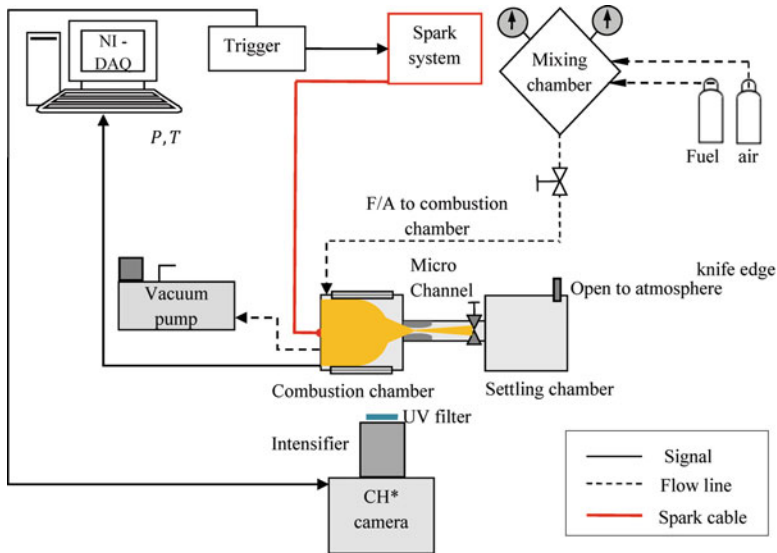 NI -
DAQ
Trigger
Spark
system
Mixing
chamber
P,T
Fuel
air
F/A to combustion
chamber
Micro
Channel
knife edge
Open to atmosphere
Vacuum
pump
Combustion chamber
Settling chamber
UV filter
Intensifier
CH*
camera
Signal
Flow line
Spark cable